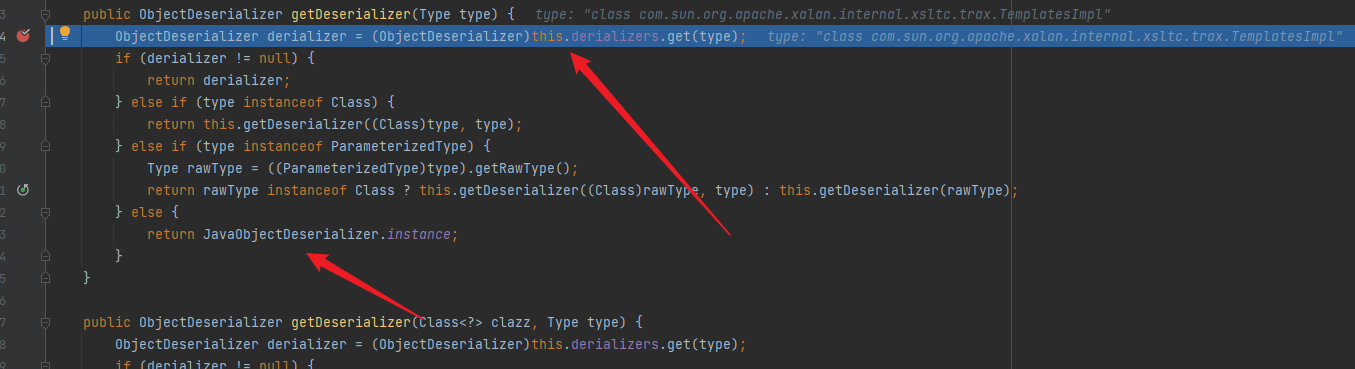 3 public ObjectDeserializer getDeserializer(Type type) { type: "class com.sun.org.apache.xalan.internal.xsltc.trax.TemplatesImpl"
4 ObjectDeserializer derializer = (ObjectDeserializer)this.derializers.get(type); type: "class com.sun.org.apache.xalan.internal.xsltc.trax.TemplatesImpl"
5 if (derializer != null) {
6 return derializer;
7 } else if (type instanceof Class) {
8 return this.getDeserializer((Class)type, type);
9 } else if (type instanceof ParameterizedType) {
0 Type rawType = ((ParameterizedType)type).getRawType();
1 return rawType instanceof Class ? this.getDeserializer((Class)rawType, type) : this.getDeserializer(rawType);
2 } else {
3 return JavaObjectDeserializer.instance;
4 }
5 }
6
7 public ObjectDeserializer getDeserializer(Class<?> clazz, Type type) {
8 ObjectDeserializer derializer = (ObjectDeserializer)this.derializers.get(type);
9 if (derializer != null) {